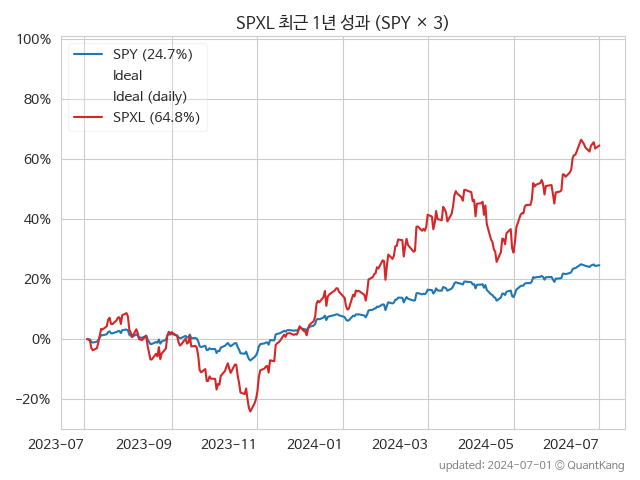 SPXL 최근 1년 성과 (SPY × 3)
100%
80%
60%
40%
20%
0%
−20%
SPY (24.7%)
Ideal
Ideal (daily)
SPXL (64.8%)
2023-07
2023-09
2023-11
2024-01
2024-03
2024-05
2024-07
updated: 2024-07-01 © QuantKang